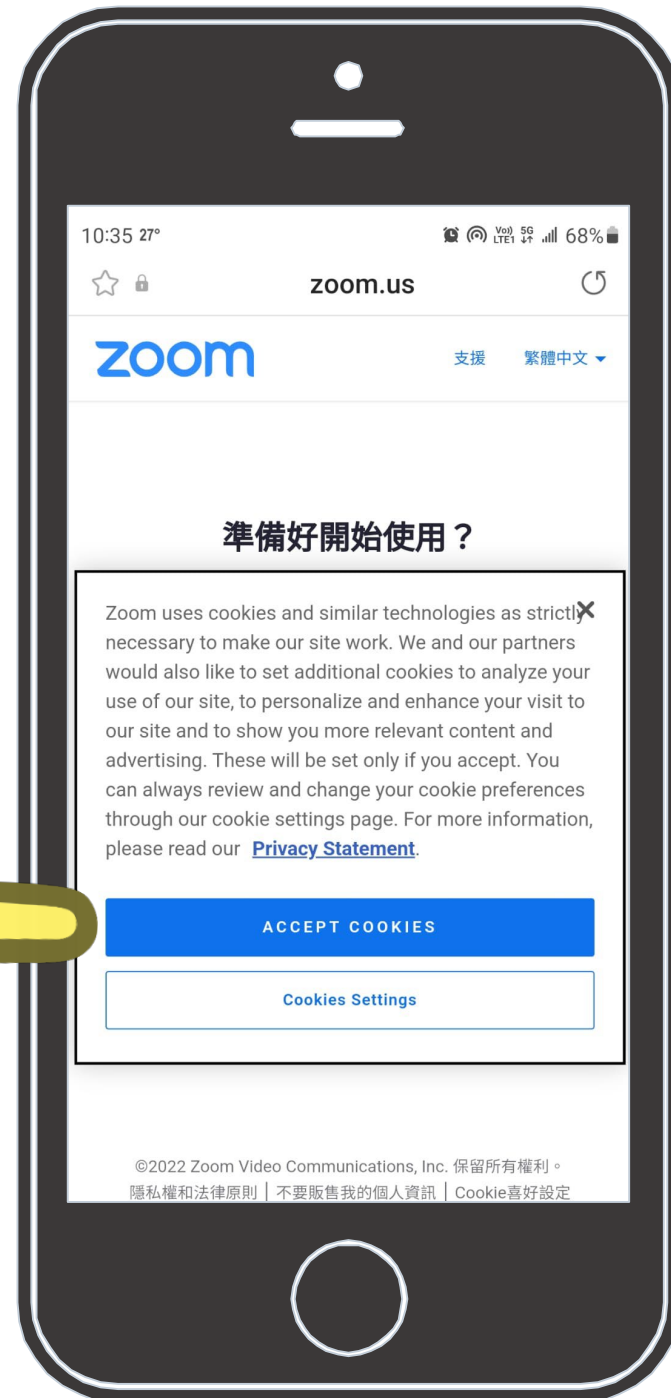 10:35 27° Vo)) LTE1 5G 68%
zoom.us
zoom 支援 繁體中文
準備好開始使用？
Zoom uses cookies and similar technologies as strictly
necessary to make our site work. We and our partners
would also like to set additional cookies to analyze your
use of our site, to personalize and enhance your visit to
our site and to show you more relevant content and
advertising. These will be set only if you accept. You
can always review and change your cookie preferences
through our cookie settings page. For more information,
please read our Privacy Statement.
ACCEPT COOKIES
Cookies Settings
©2022 Zoom Video Communications, Inc. 保留所有權利。
隱私權和法律原則 | 不要販售我的個人資訊 | Cookie喜好設定